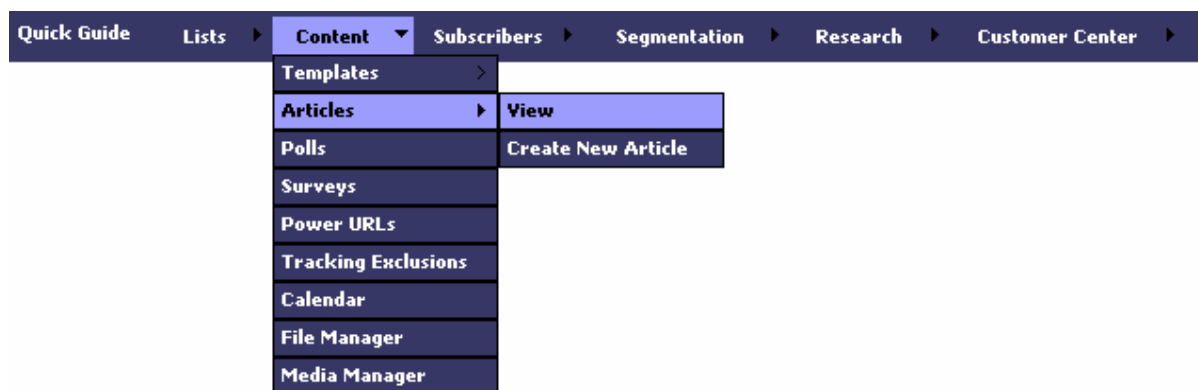 Quick Guide Lists Content Subscribers Segmentation Research Customer Center
Templates
Articles View
Polls Create New Article
Surveys
Power URLs
Tracking Exclusions
Calendar
File Manager
Media Manager